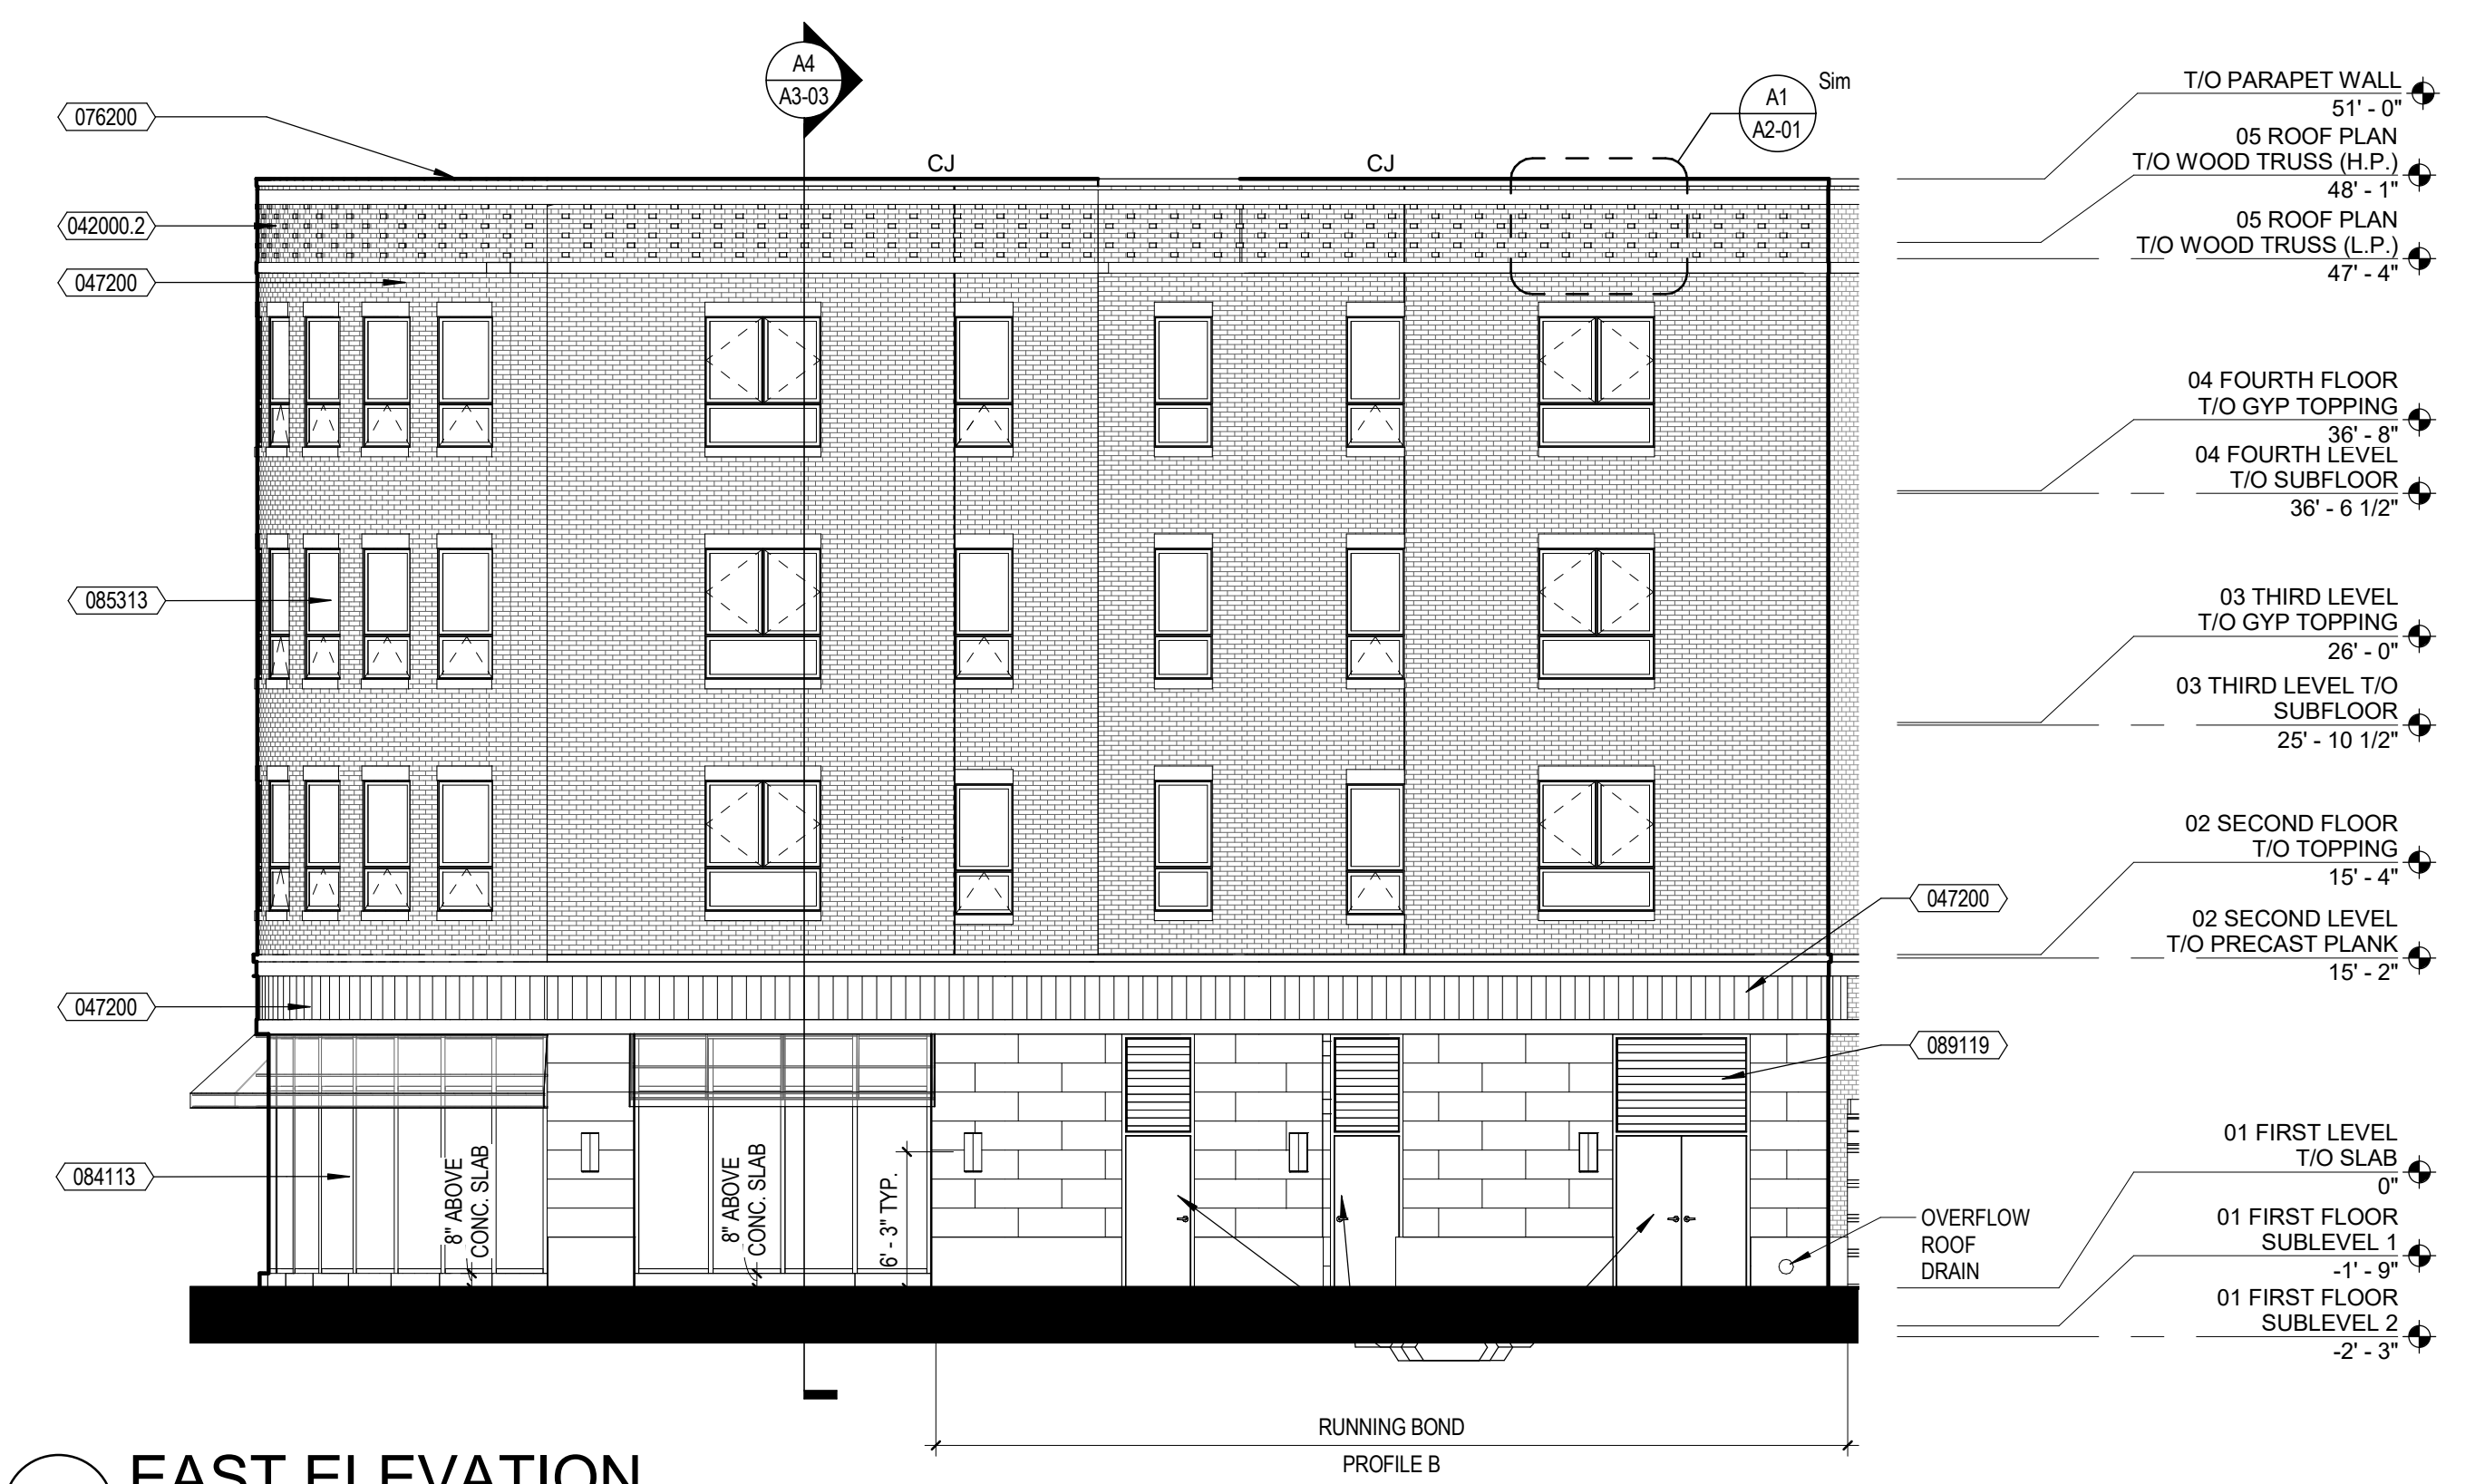 A4
A3-03
A1
A2-01
Sim
076200
CJ
CJ
042000.2
047200
085313
047200
084113
047200
089119
T/O PARAPET WALL
51' - 0"
05 ROOF PLAN
T/O WOOD TRUSS (H.P.)
48' - 1"
05 ROOF PLAN
T/O WOOD TRUSS (L.P.)
47' - 4"
04 FOURTH FLOOR
T/O GYP TOPPING
36' - 8"
04 FOURTH LEVEL
T/O SUBFLOOR
36' - 6 1/2"
03 THIRD LEVEL
T/O GYP TOPPING
26' - 0"
03 THIRD LEVEL T/O
SUBFLOOR
25' - 10 1/2"
02 SECOND FLOOR
T/O TOPPING
15' - 4"
02 SECOND LEVEL
T/O PRECAST PLANK
15' - 2"
01 FIRST LEVEL
T/O SLAB
0"
01 FIRST FLOOR
SUBLEVEL 1
-1' - 9"
01 FIRST FLOOR
SUBLEVEL 2
-2' - 3"
8" ABOVE
CONC. SLAB
8" ABOVE
CONC. SLAB
6' - 3" TYP.
OVERFLOW
ROOF
DRAIN
RUNNING BOND
PROFILE B
EAST ELEVATION